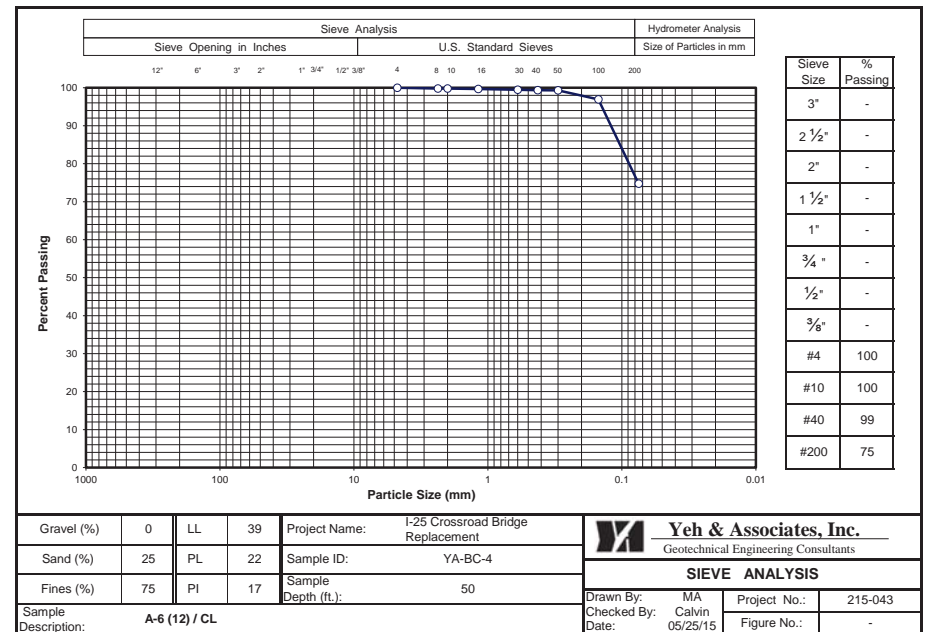 Sieve Analysis
Hydrometer Analysis
Sieve Opening in Inches
U.S. Standard Sieves
Size of Particles in mm
12" 6" 3" 2" 1" 3/4" 1/2" 3/8" 4 8 10 16 30 40 50 100 200
100
90
80
70
60
50
40
30
20
10
0
Percent Passing
1000 100 10 1 0.1 0.01
Particle Size (mm)
Sieve Size % Passing
3" -
2 ½" -
2" -
1 ½" -
1" -
¾ " -
½" -
⅜" -
#4 100
#10 100
#40 99
#200 75
Gravel (%) 0 LL 39 Project Name: I-25 Crossroad Bridge Replacement
Sand (%) 25 PL 22 Sample ID: YA-BC-4
Fines (%) 75 PI 17 Sample Depth (ft.): 50
Sample Description: A-6 (12) / CL
Yeh & Associates, Inc.
Geotechnical Engineering Consultants
SIEVE ANALYSIS
Drawn By: MA
Checked By: Calvin
Date: 05/25/15
Project No.: 215-043
Figure No.: -